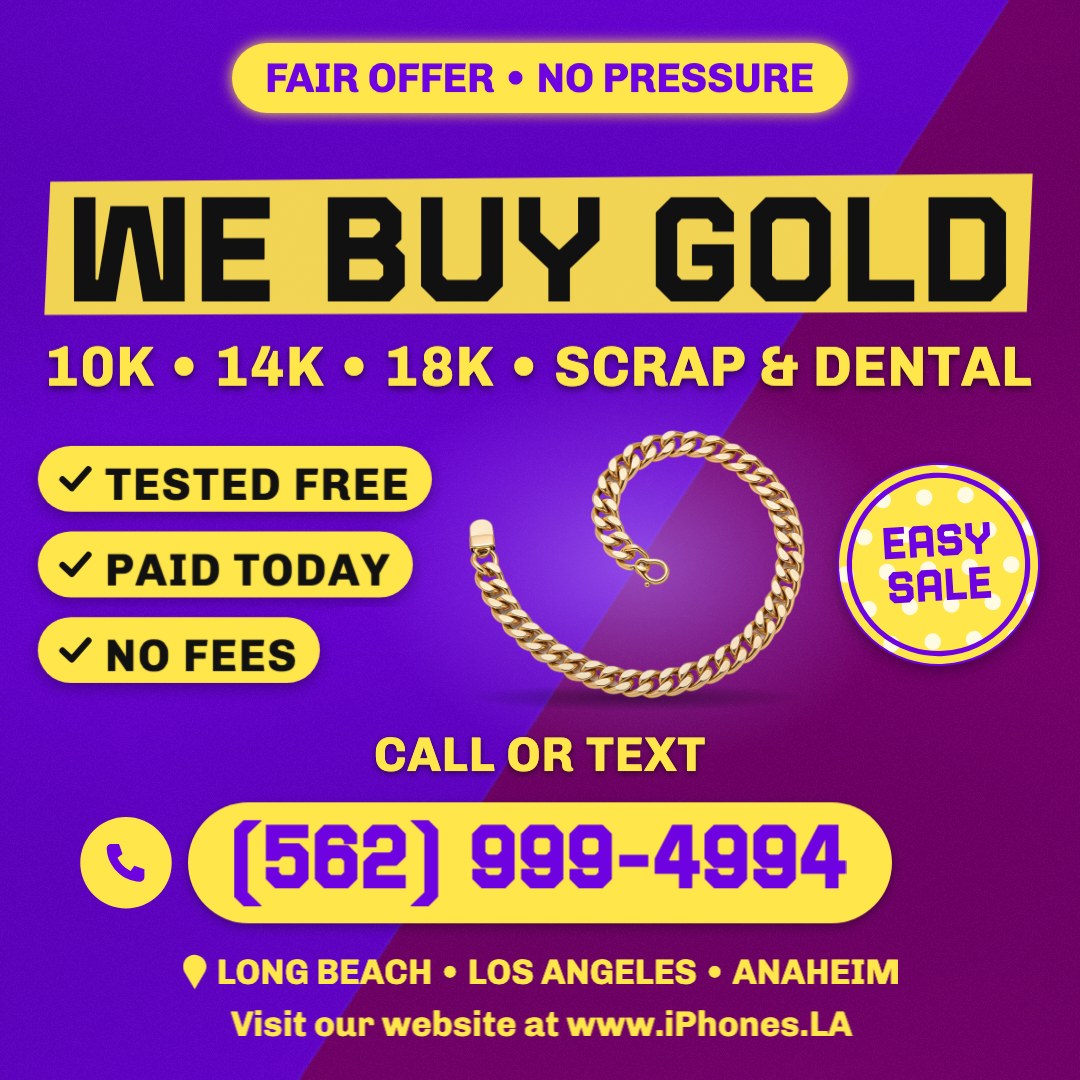 FAIR OFFER • NO PRESSURE
WE BUY GOLD
10K • 14K • 18K • SCRAP & DENTAL
TESTED FREE
PAID TODAY
NO FEES
EASY
SALE
CALL OR TEXT
(562) 999-4994
LONG BEACH • LOS ANGELES • ANAHEIM
Visit our website at www.iPhones.LA